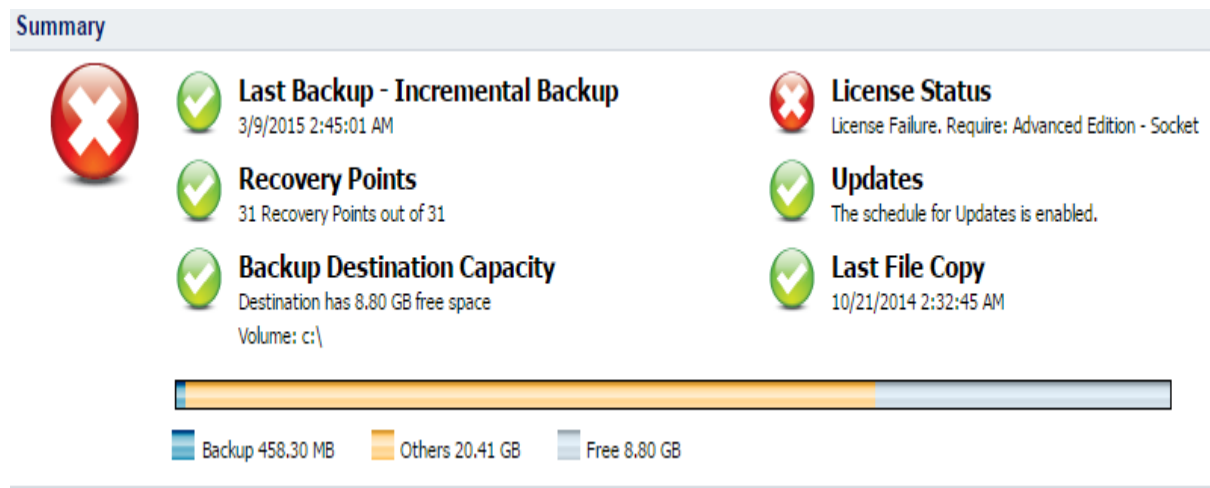 Summary
Last Backup - Incremental Backup
3/9/2015 2:45:01 AM
Recovery Points
31 Recovery Points out of 31
Backup Destination Capacity
Destination has 8.80 GB free space
Volume: c:\
License Status
License Failure. Require: Advanced Edition - Socket
Updates
The schedule for Updates is enabled.
Last File Copy
10/21/2014 2:32:45 AM
Backup 458.30 MB
Others 20.41 GB
Free 8.80 GB